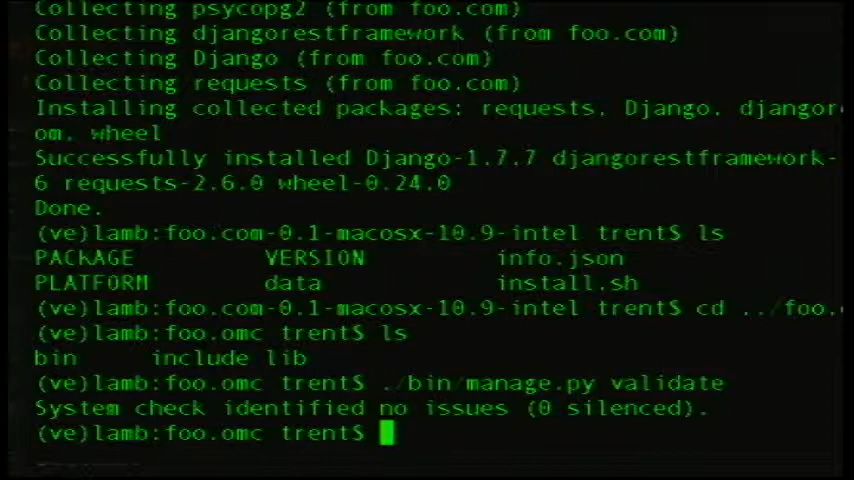 Collecting psycopg2 (from foo.com)
Collecting djangorestframework (from foo.com)
Collecting Django (from foo.com)
Collecting requests (from foo.com)
Installing collected packages: requests, Django, djangor
om, wheel
Successfully installed Django-1.7.7 djangorestframework-
6 requests-2.6.0 wheel-0.24.0
Done.
(ve)lamb:foo.com-0.1-macosx-10.9-intel trent$ ls
PACKAGE VERSION info.json
PLATFORM data install.sh
(ve)lamb:foo.com-0.1-macosx-10.9-intel trent$ cd ../foo.
(ve)lamb:foo.omc trent$ ls
bin include lib
(ve)lamb:foo.omc trent$ ./bin/manage.py validate
System check identified no issues (0 silenced).
(ve)lamb:foo.omc trent$